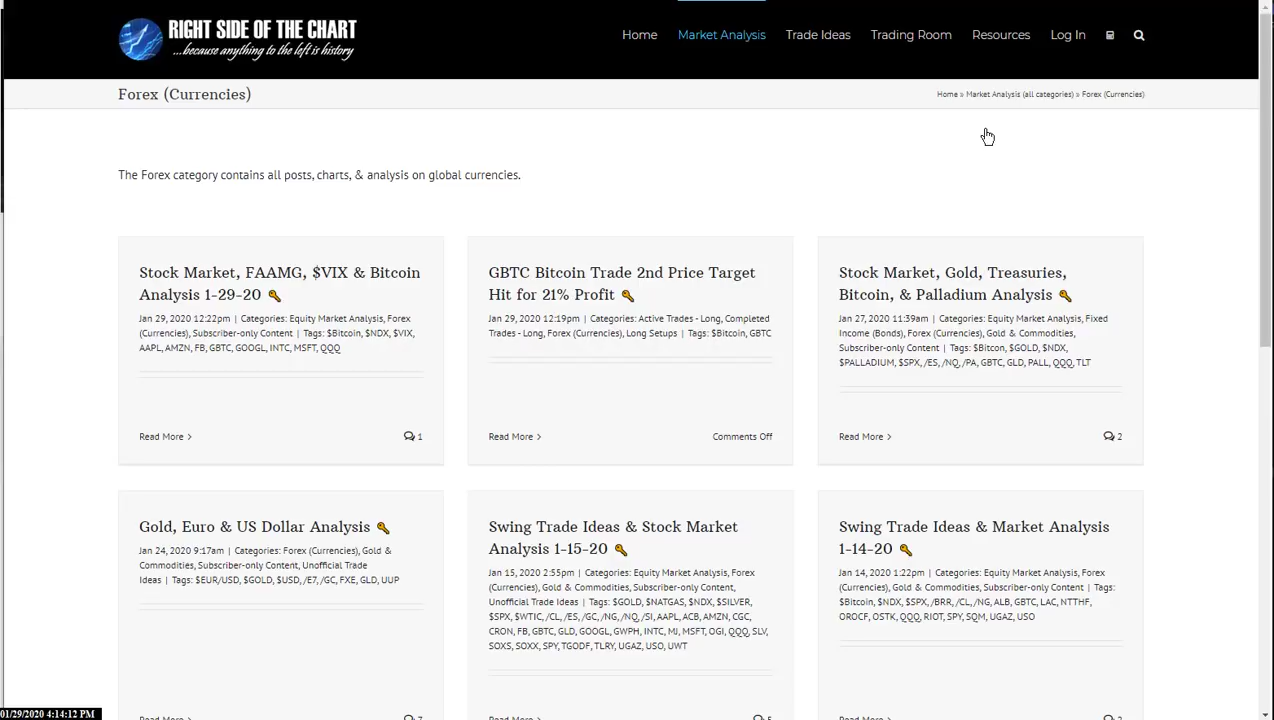 RIGHT SIDE OF THE CHART
...because anything to the left is history
Home
Market Analysis
Trade Ideas
Trading Room
Resources
Log In
Forex (Currencies)
Home » Market Analysis (all categories) » Forex (Currencies)
The Forex category contains all posts, charts, & analysis on global currencies.
Stock Market, FAAMG, $VIX & Bitcoin
Analysis 1-29-20
Jan 29, 2020 12:22pm | Categories: Equity Market Analysis, Forex
(Currencies), Subscriber-only Content | Tags: $Bitcoin, $NDX, $VIX,
AAPL, AMZN, FB, GBTC, GOOGL, INTC, MSFT, QQQ
Read More >
1
GBTC Bitcoin Trade 2nd Price Target
Hit for 21% Profit
Jan 29, 2020 12:19pm | Categories: Active Trades - Long, Completed
Trades - Long, Forex (Currencies), Long Setups | Tags: $Bitcoin, GBTC
Read More >
Comments Off
Stock Market, Gold, Treasuries,
Bitcoin, & Palladium Analysis
Jan 27, 2020 11:39am | Categories: Equity Market Analysis, Fixed
Income (Bonds), Forex (Currencies), Gold & Commodities,
Subscriber-only Content | Tags: $Bitcon, $GOLD, $NDX,
$PALLADIUM, $SPX, /ES, /NQ, /PA, GBTC, GLD, PALL, QQQ, TLT
Read More >
2
Gold, Euro & US Dollar Analysis
Jan 24, 2020 9:17am | Categories: Forex (Currencies), Gold &
Commodities, Subscriber-only Content, Unofficial Trade
Ideas | Tags: $EUR/USD, $GOLD, $USD, /E7, /GC, FXE, GLD, UUP
Read More >
7
Swing Trade Ideas & Stock Market
Analysis 1-15-20
Jan 15, 2020 2:55pm | Categories: Equity Market Analysis, Forex
(Currencies), Gold & Commodities, Subscriber-only Content,
Unofficial Trade Ideas | Tags: $GOLD, $NATGAS, $NDX, $SILVER,
$SPX, $WTIC, /CL, /ES, /GC, /NG, /NQ, /SI, AAPL, ACB, AMZN, CGC,
CRON, FB, GBTC, GLD, GOOGL, GWPH, INTC, MJ, MSFT, OGI, QQQ, SLV,
SOXS, SOXX, SPY, TGODF, TLRY, UGAZ, USO, UWT
Read More >
5
Swing Trade Ideas & Market Analysis
1-14-20
Jan 14, 2020 1:22pm | Categories: Equity Market Analysis, Forex
(Currencies), Gold & Commodities, Subscriber-only Content | Tags:
$Bitcoin, $NDX, $SPX, /BRR, /CL, /NG, ALB, GBTC, LAC, NTTHF,
OROCF, OSTK, QQQ, RIOT, SPY, SQM, UGAZ, USO
Read More >
01/29/2020 4:14:12 PM